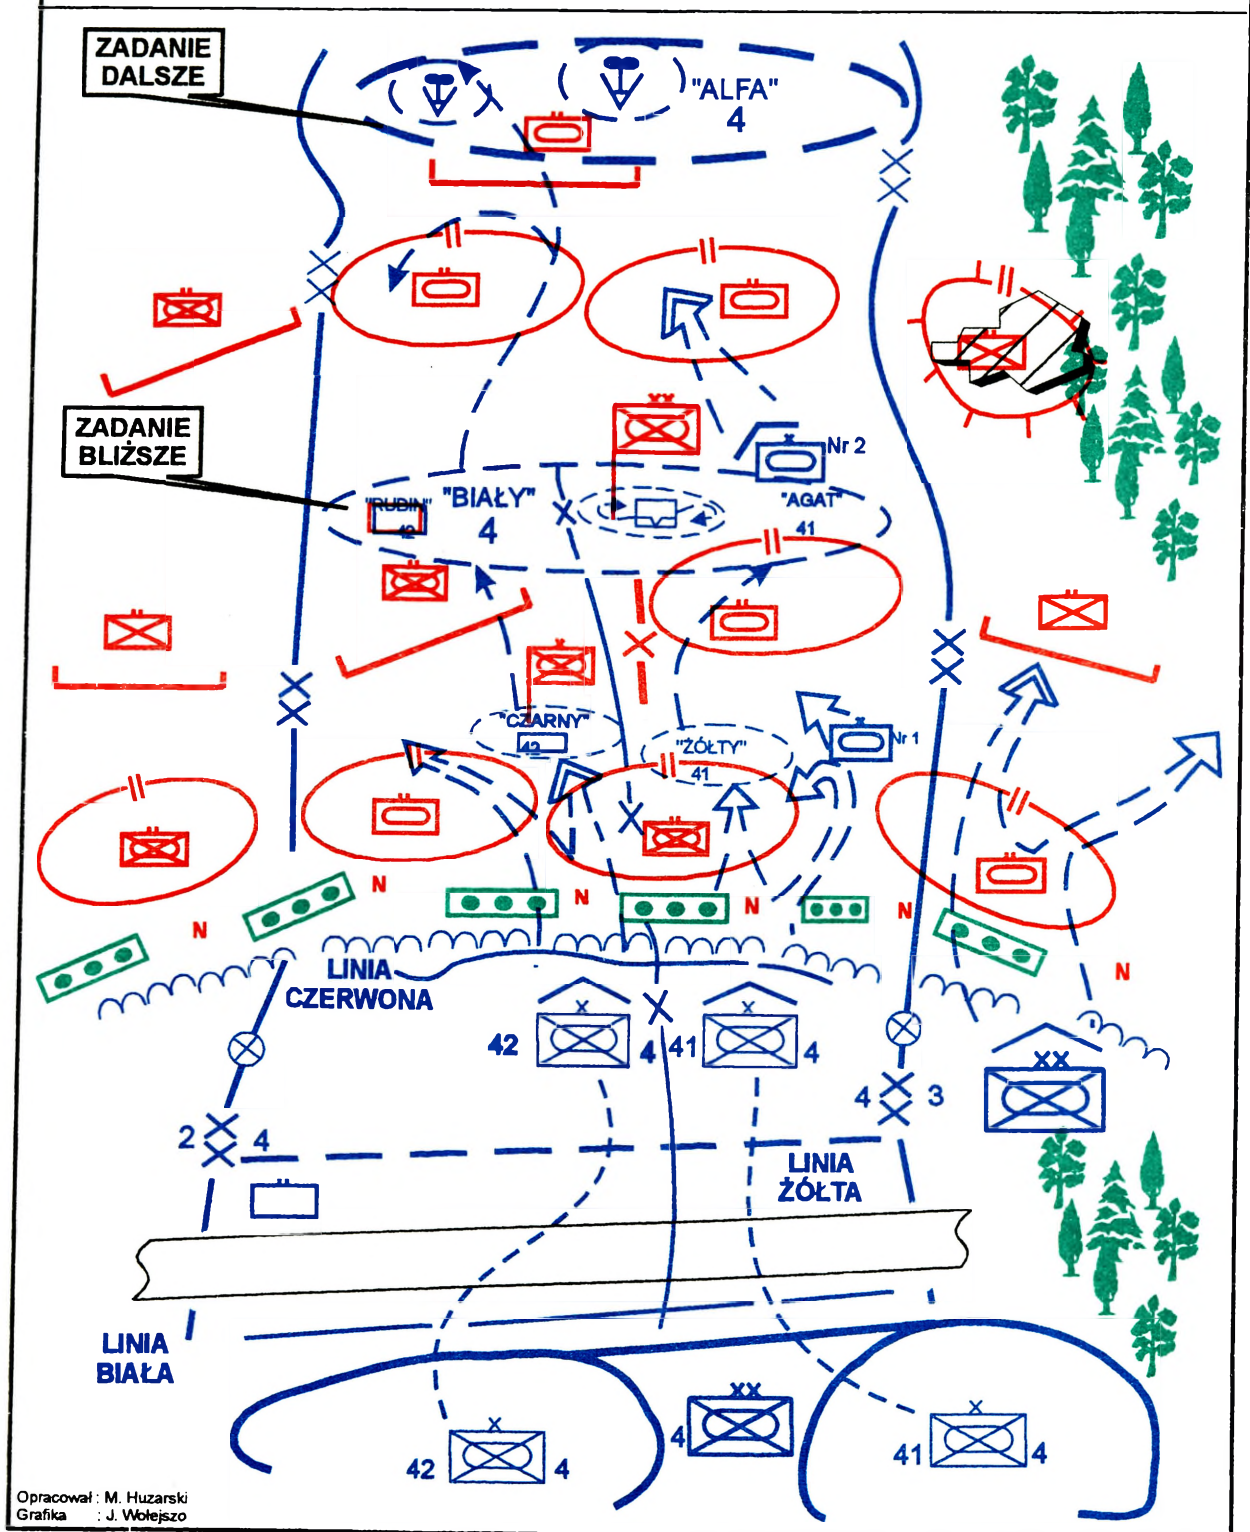 ZADANIE
DALSZE
"ALFA"
4
ZADANIE
BLIŻSZE
Nr 2
"RUBIN"
42
"BIAŁY"
4
"AGAT"
41
"CZARNY"
42
"ŻÓŁTY"
41
Nr 1
N
N
N
N
N
N
LINIA
CZERWONA
42
4
41
4
4
3
2
4
LINIA
ŻÓŁTA
LINIA
BIAŁA
4
42
4
41
4
Opracował : M. Huzarski
Grafika : J. Wołejszo